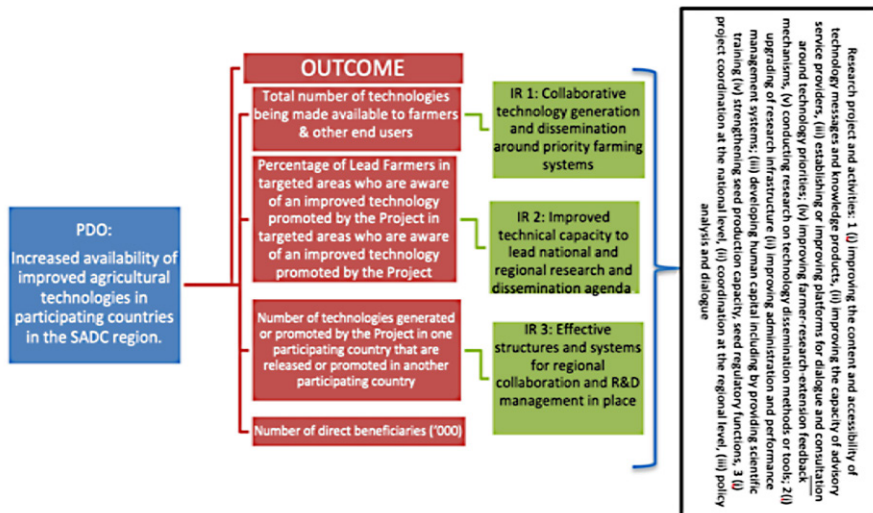 PDO:
Increased availability of
improved agricultural
technologies in
participating countries
in the SADC region.
OUTCOME
Total number of technologies
being made available to farmers
& other end users
Percentage of Lead Farmers in
targeted areas who are aware
of an improved technology
promoted by the Project in
targeted areas who are aware
of an improved technology
promoted by the Project
Number of technologies generated
or promoted by the Project in one
participating country that are
released or promoted in another
participating country
Number of direct beneficiaries ('000)
IR 1: Collaborative
technology generation
and dissemination
around priority farming
systems
IR 2: Improved
technical capacity to
lead national and
regional research and
dissemination agenda
IR 3: Effective
structures and systems
for regional
collaboration and R&D
management in place
Research project and activities: 1 (i) improving the content and accessibility of
technology messages and knowledge products, (ii) improving the capacity of advisory
service providers, (iii) establishing or improving platforms for dialogue and consultation
around technology priorities; (iv) improving farmer-research-extension feedback
mechanisms, (v) conducting research on technology dissemination methods or tools; 2(i)
upgrading of research infrastructure (ii) improving administration and performance
management systems; (iii) developing human capital including by providing scientific
training (iv) strengthening seed production capacity, seed regulatory functions, 3 (i)
project coordination at the national level, (ii) coordination at the regional level, (iii) policy
analysis and dialogue